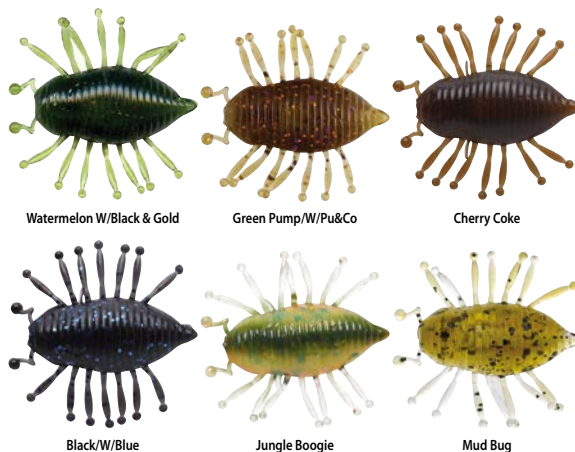 Watermelon W/Black & Gold
Green Pump/W/Pu&Co
Cherry Coke
Black/W/Blue
Jungle Boogie
Mud Bug